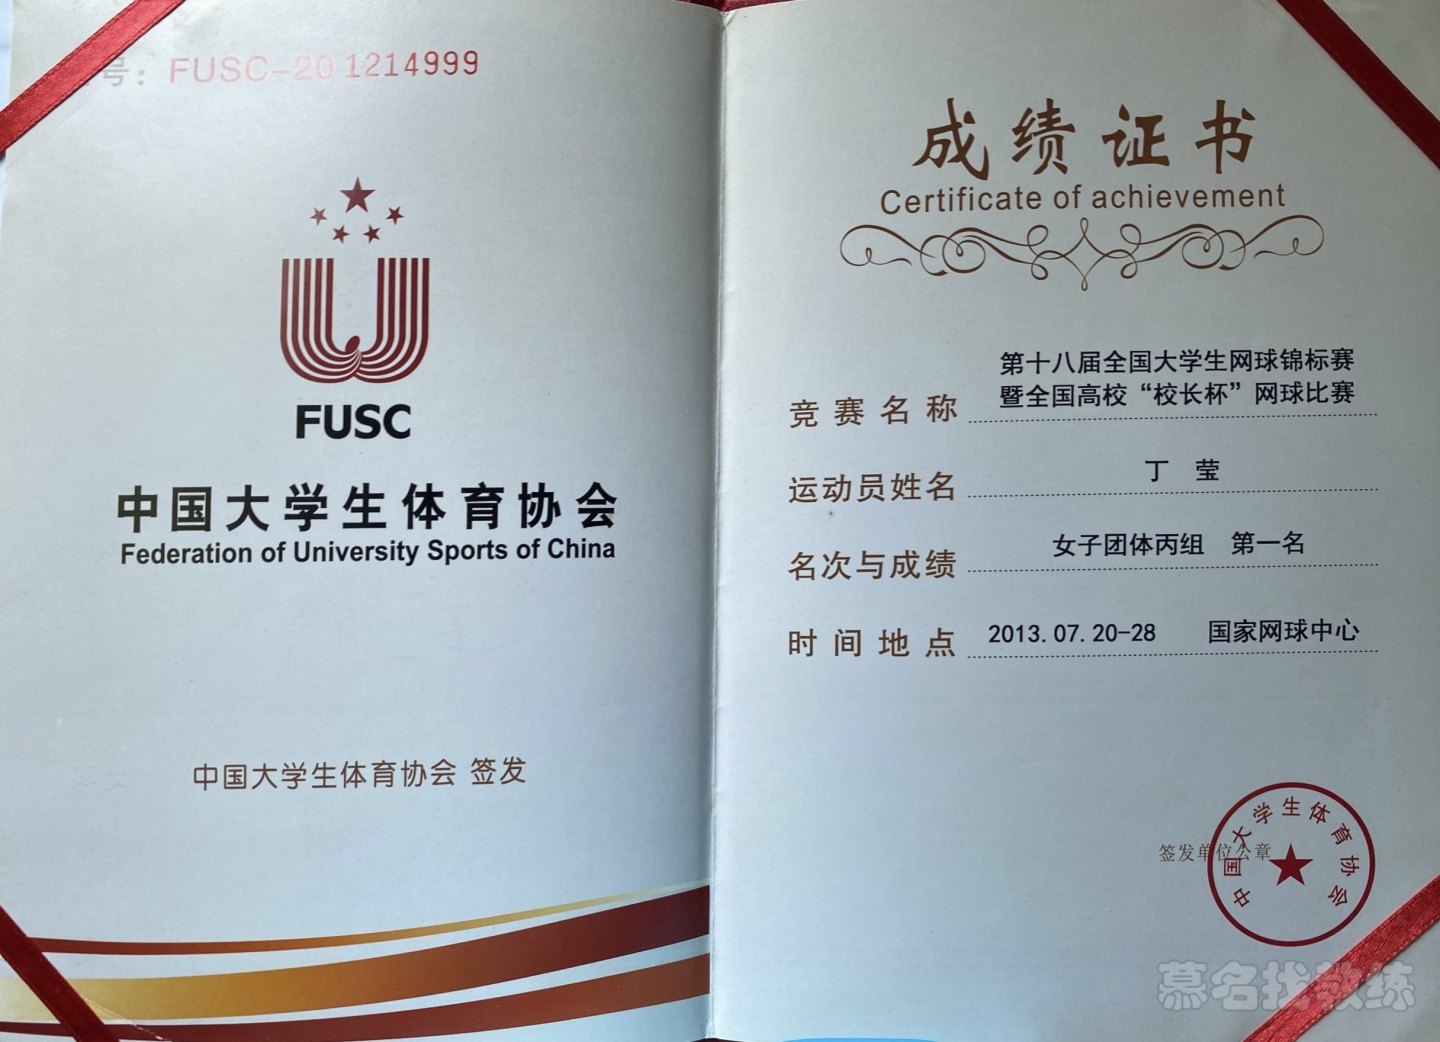 号：FUSC-201214999
FUSC
中国大学生体育协会
Federation of University Sports of China
中国大学生体育协会 签发
成绩证书
Certificate of achievement
竞赛名称 第十八届全国大学生网球锦标赛
暨全国高校“校长杯”网球比赛
运动员姓名 丁 莹
名次与成绩 女子团体丙组 第一名
时间地点 2013.07.20-28 国家网球中心
签发单位公章
中国大学生体育协会
慕名找教练